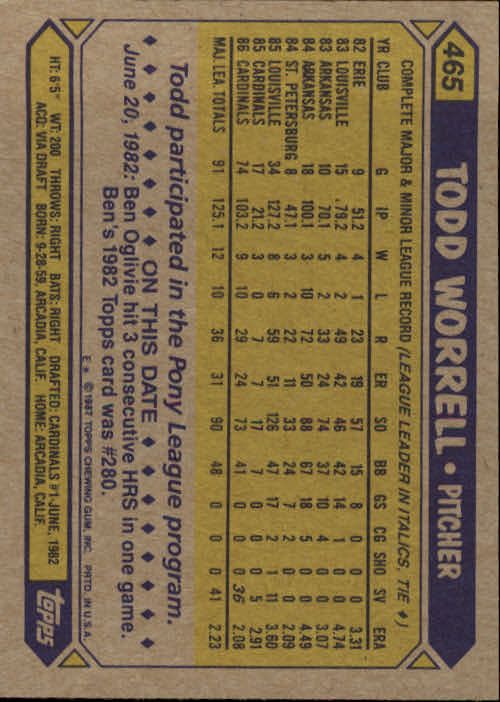 465
TODD WORRELL • PITCHER
COMPLETE MAJOR & MINOR LEAGUE RECORD (LEAGUE LEADER IN ITALICS, TIE ♦)
YR CLUB G IP W L R ER SO BB GS CG SHO SV ERA
82 ERIE 9 51.2 4 1 23 19 57 15 8 0 0 0 3.31
83 LOUISVILLE 15 79.2 4 2 49 42 46 42 14 1 0 0 4.74
83 ARKANSAS 10 70.1 5 2 33 24 74 37 10 4 0 0 3.07
84 ARKANSAS 18 100.1 3 10 72 50 88 67 18 5 0 0 4.49
84 ST. PETERSBURG 8 47.1 3 2 22 11 33 24 7 2 0 1 2.09
85 LOUISVILLE 34 127.2 8 6 59 51 126 47 17 2 1 11 3.60
85 CARDINALS 17 21.2 3 0 7 7 17 7 0 0 0 5 2.91
86 CARDINALS 74 103.2 9 10 29 24 73 41 0 0 0 36 2.08
MAJ. LEA. TOTALS 91 125.1 12 10 36 31 90 48 0 0 0 41 2.23
Todd participated in the Pony League program.
♦ ♦ ♦ ♦ ♦ ♦ ON THIS DATE ♦ ♦ ♦ ♦ ♦ ♦
June 20, 1982: Ben Oglivie hit 3 consecutive HRS in one game.
Ben's 1982 Topps card was #280.
E* © 1987 TOPPS CHEWING GUM, INC. PRTD. IN U.S.A.
HT: 6'5" WT: 200 THROWS: RIGHT BATS: RIGHT DRAFTED: CARDINALS #1-JUNE, 1982
ACQ: VIA DRAFT BORN: 9-28-59, ARCADIA, CALIF. HOME: ARCADIA, CALIF.
TOPPS